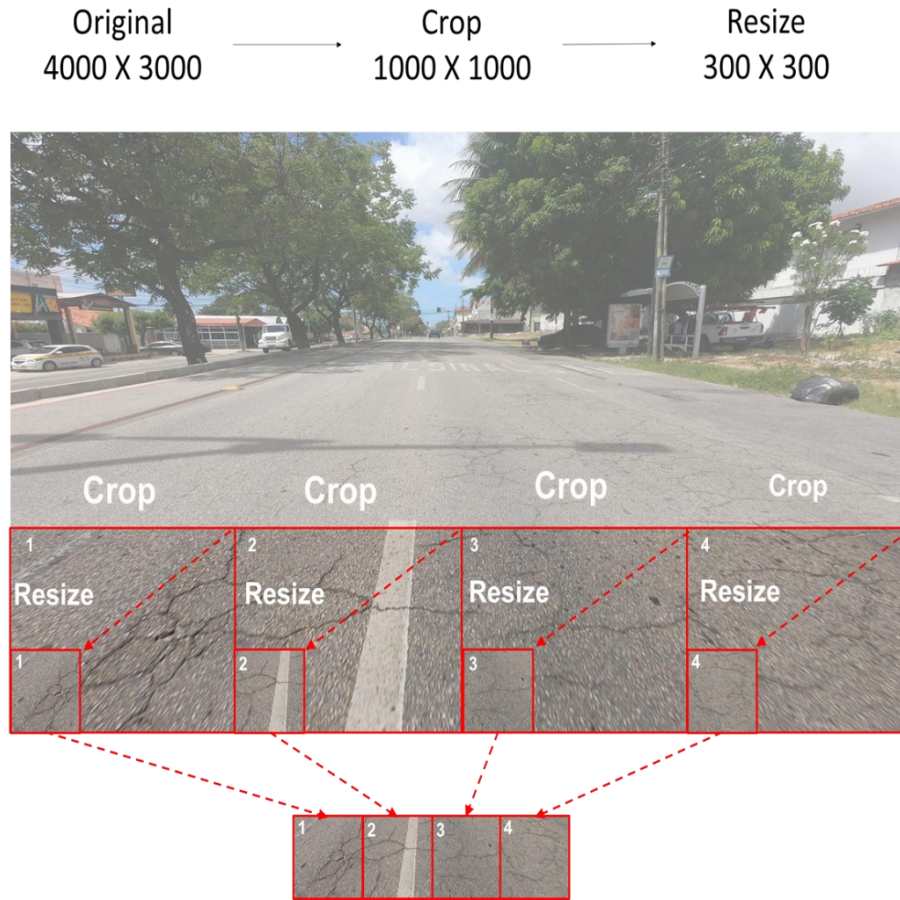 Original
Crop
Resize
4000 X 3000
1000 X 1000
300 X 300
Crop
Crop
Crop
Crop
1
2
3
4
Resize
Resize
Resize
Resize
1
2
3
4
1
2
3
4